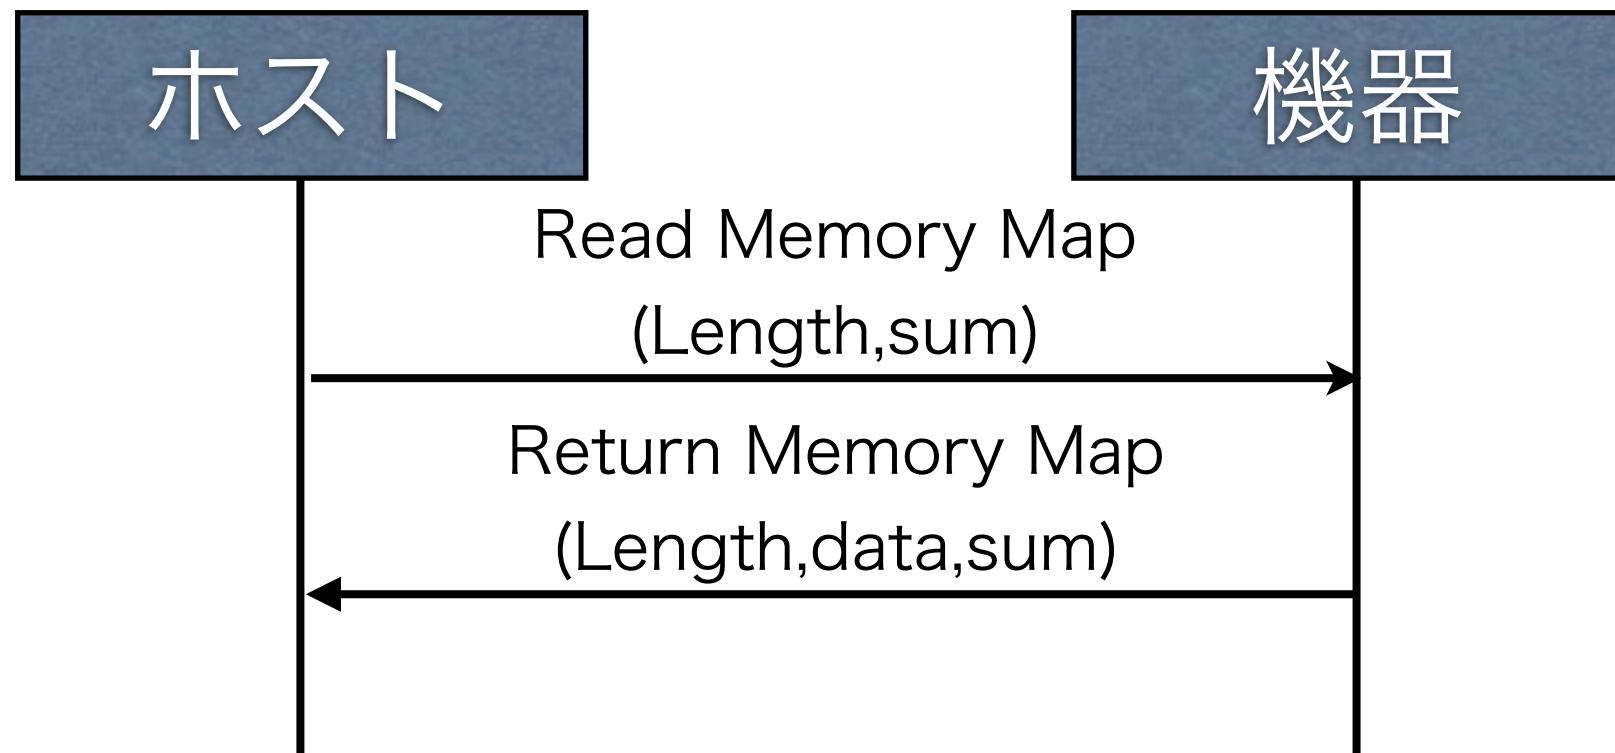 ホスト
機器
Read Memory Map
(Length,sum)
Return Memory Map
(Length,data,sum)